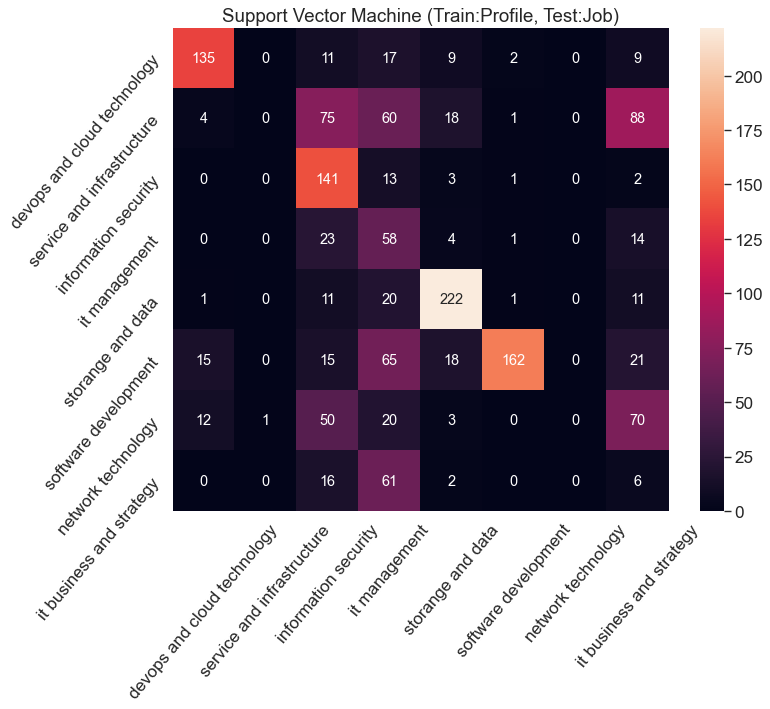 Support Vector Machine (Train:Profile, Test:Job)
devops and cloud technology
135 0 11 17 9 2 0 9
service and infrastructure
4 0 75 60 18 1 0 88
information security
0 0 141 13 3 1 0 2
it management
0 0 23 58 4 1 0 14
storange and data
1 0 11 20 222 1 0 11
software development
15 0 15 65 18 162 0 21
network technology
12 1 50 20 3 0 0 70
it business and strategy
0 0 16 61 2 0 0 6
devops and cloud technology
service and infrastructure
information security
it management
storange and data
software development
network technology
it business and strategy
200
175
150
125
100
75
50
25
0